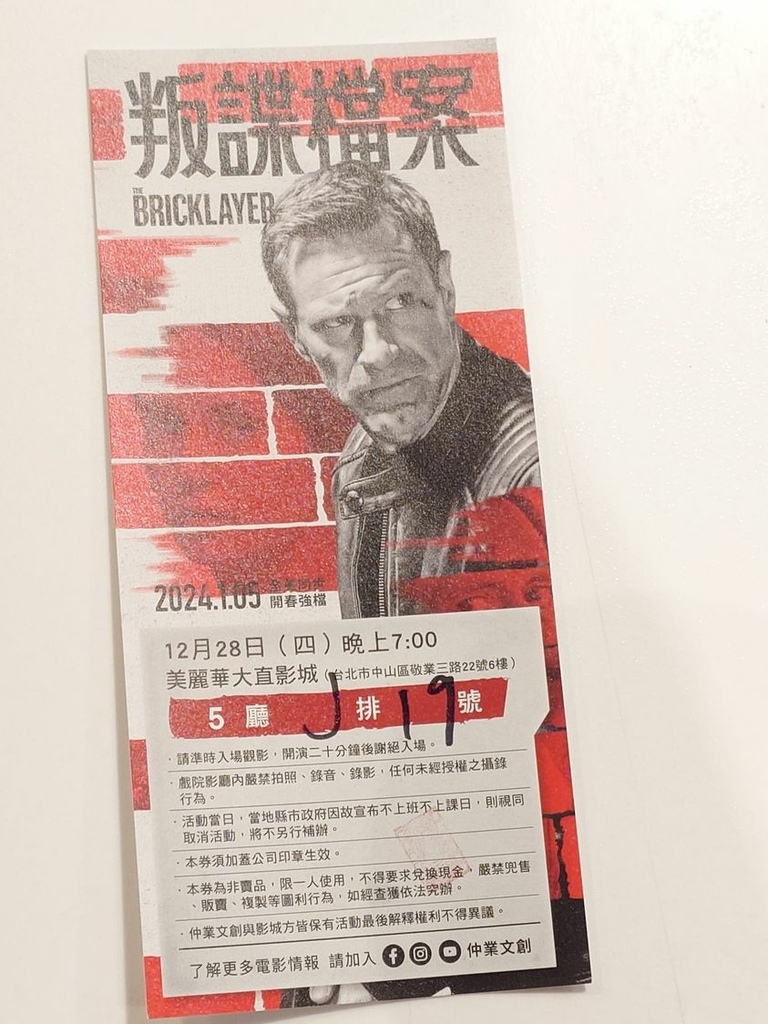 叛諜檔案
THE
BRICKLAYER
2024.1.05 全美同步
開春強檔
12月28日（四）晚上7:00
美麗華大直影城（台北市中山區敬業三路22號6樓）
5 廳 J 排 19 號
· 請準時入場觀影，開演二十分鐘後謝絕入場。
· 戲院影廳內嚴禁拍照、錄音、錄影，任何未經授權之攝錄
行為。
· 活動當日，當地縣市政府因故宣布不上班不上課日，則視同
取消活動，將不另行補辦。
· 本券須加蓋公司印章生效。
· 本券為非賣品，限一人使用，不得要求兌換現金，嚴禁兜售
、販賣、複製等圖利行為，如經查獲依法究辦。
· 仲業文創與影城方皆保有活動最後解釋權利不得異議。
了解更多電影情報 請加入 仲業文創